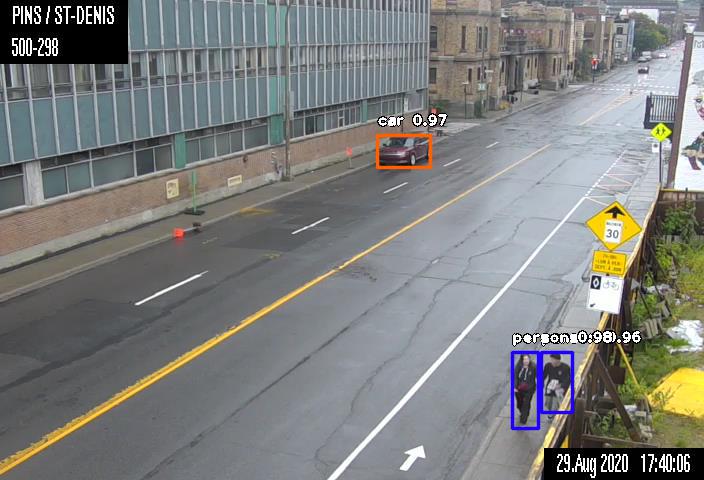 PINS / ST-DENIS
500-298
car 0.97
MAXIMUM
30
person 0.98
0.96
29.Aug 2020 17:40:06